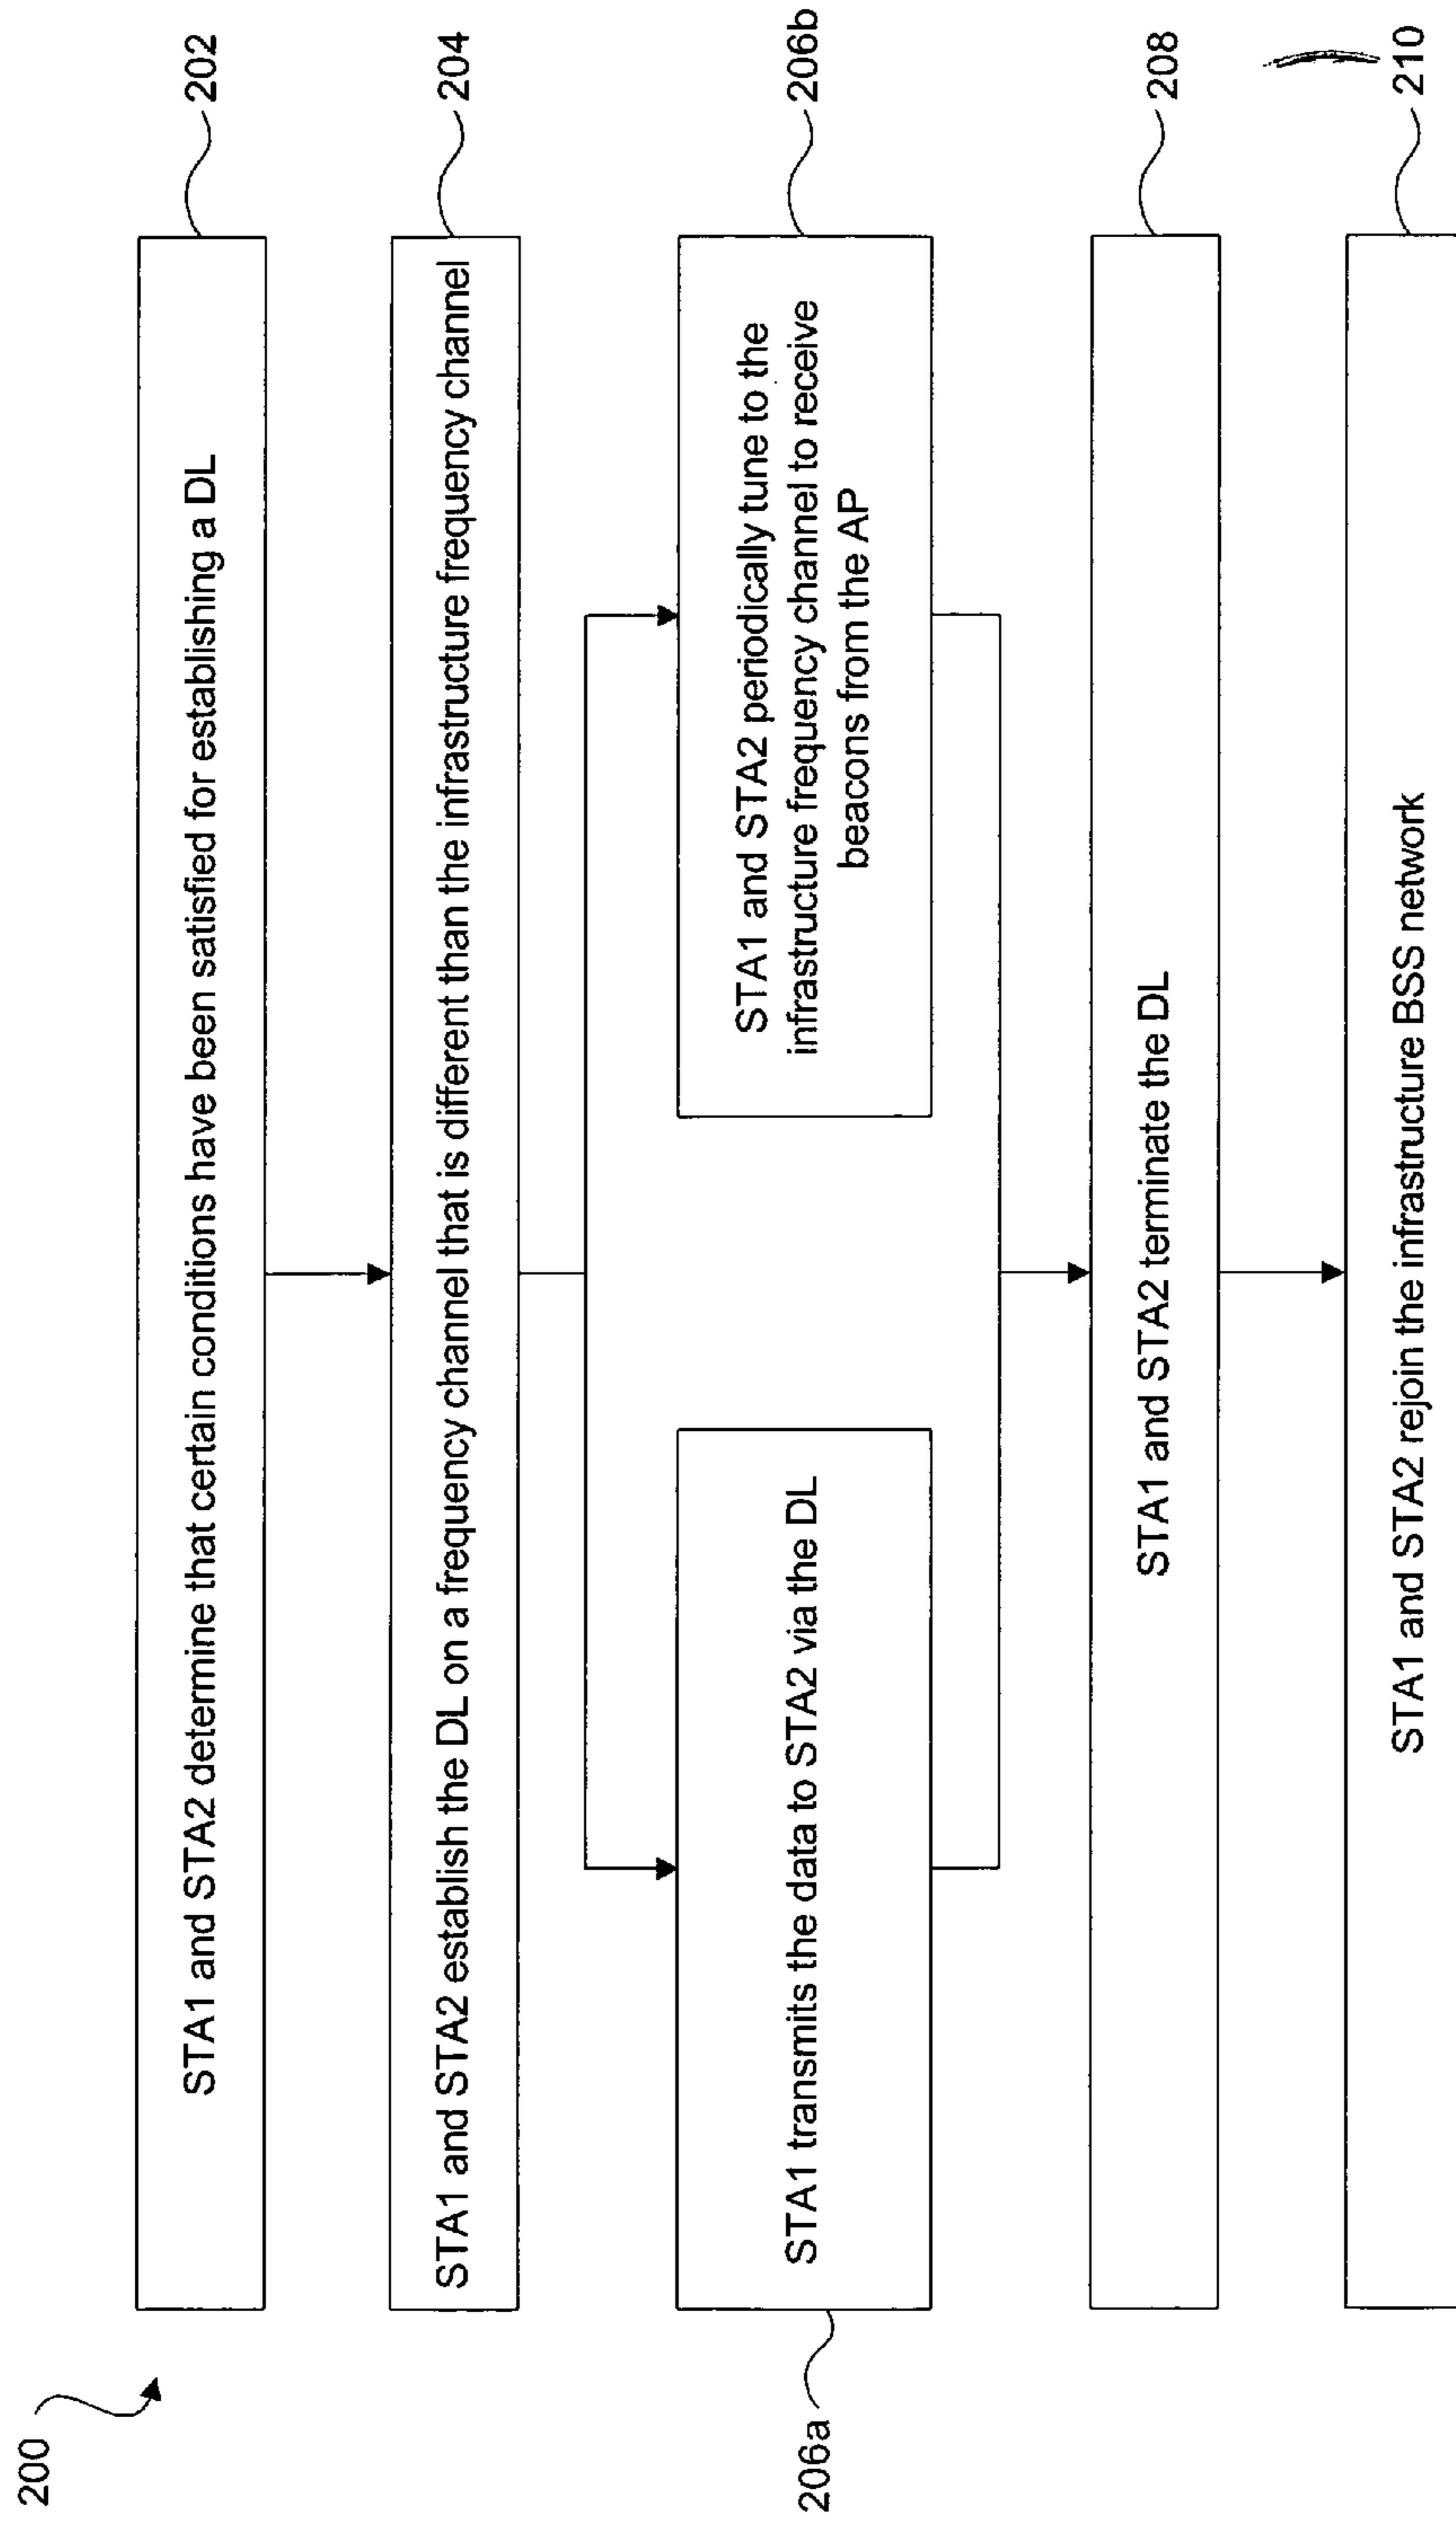 200
STA1 and STA2 determine that certain conditions have been satisfied for establishing a DL
202
STA1 and STA2 establish the DL on a frequency channel that is different than the infrastructure frequency channel
204
STA1 transmits the data to STA2 via the DL
206a
STA1 and STA2 periodically tune to the
infrastructure frequency channel to receive
beacons from the AP
206b
STA1 and STA2 terminate the DL
208
STA1 and STA2 rejoin the infrastructure BSS network
210